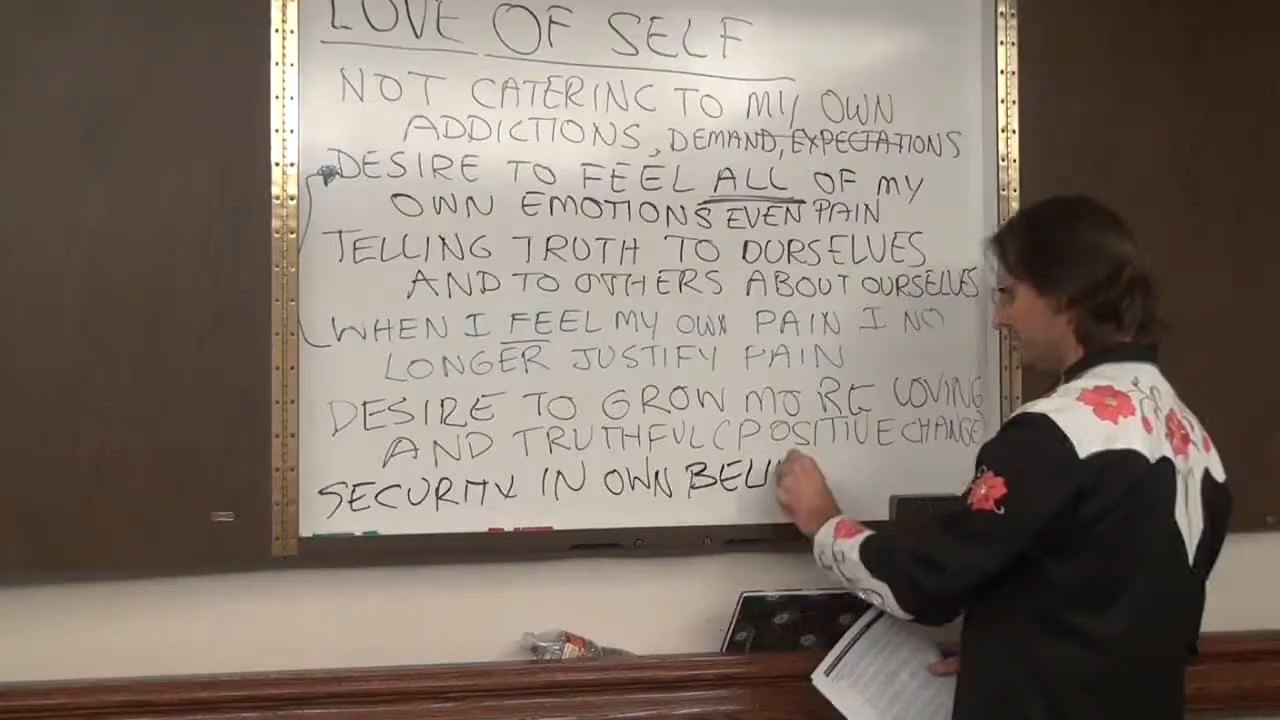 LOVE OF SELF
NOT CATERING TO MY OWN
ADDICTIONS, DEMAND, EXPECTATIONS
DESIRE TO FEEL ALL OF MY
OWN EMOTIONS EVEN PAIN
TELLING TRUTH TO OURSELVES
AND TO OTHERS ABOUT OURSELVES
WHEN I FEEL MY OWN PAIN I NO
LONGER JUSTIFY PAIN
DESIRE TO GROW MORE LOVING
AND TRUTHFUL (POSITIVE CHANGE)
SECURITY IN OWN BELI